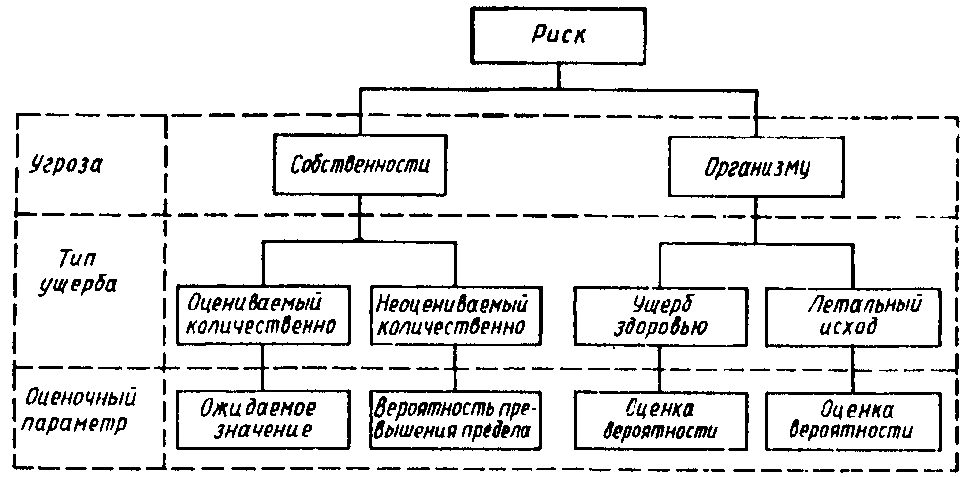 Риск
Угроза
Собственности
Организму
Тип
ущерба
Оцениваемый
количественно
Неоцениваемый
количественно
Ущерб
здоровью
Летальный
исход
Оценочный
параметр
Ожидаемое
значение
Вероятность пре-
вышения предела
Оценка
вероятности
Оценка
вероятности